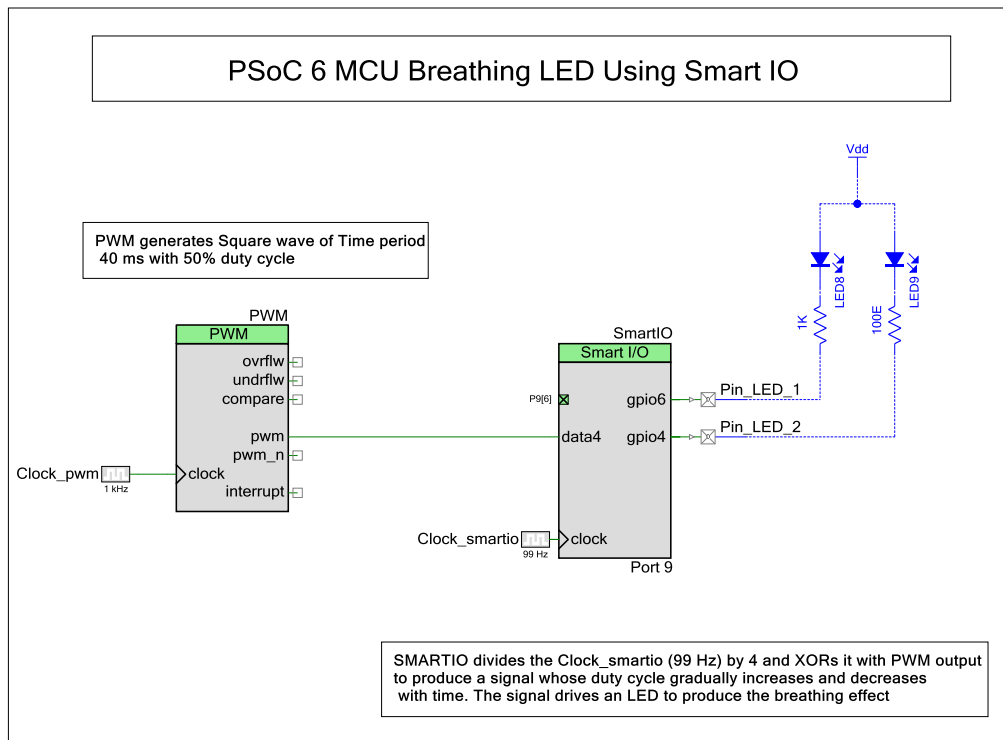 PSoC 6 MCU Breathing LED Using Smart IO
Vdd
PWM generates Square wave of Time period
40 ms with 50% duty cycle
LED8
LED9
1K
100E
PWM
PWM
ovrflw
undrflw
compare
pwm
pwm_n
interrupt
clock
Clock_pwm
1 kHz
SmartIO
Smart I/O
P9[6]
gpio6
Pin_LED_1
data4
gpio4
Pin_LED_2
Clock_smartio
99 Hz
clock
Port 9
SMARTIO divides the Clock_smartio (99 Hz) by 4 and XORs it with PWM output
to produce a signal whose duty cycle gradually increases and decreases
with time. The signal drives an LED to produce the breathing effect